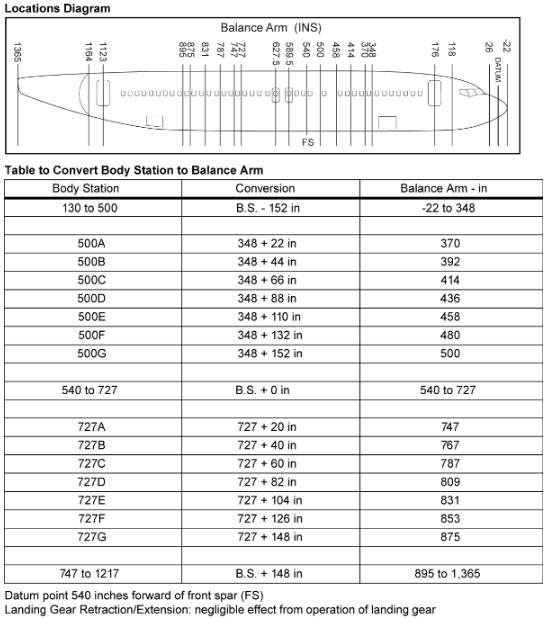 Locations Diagram
Balance Arm (INS)
1365 1164 1123 895 875 831 787 747 727 627.5 589.5 540 500 458 414 370 348 176 118 26 DATUM -22
FS
Table to Convert Body Station to Balance Arm
Body Station Conversion Balance Arm - in
130 to 500 B.S. - 152 in -22 to 348
500A 348 + 22 in 370
500B 348 + 44 in 392
500C 348 + 66 in 414
500D 348 + 88 in 436
500E 348 + 110 in 458
500F 348 + 132 in 480
500G 348 + 152 in 500
540 to 727 B.S. + 0 in 540 to 727
727A 727 + 20 in 747
727B 727 + 40 in 767
727C 727 + 60 in 787
727D 727 + 82 in 809
727E 727 + 104 in 831
727F 727 + 126 in 853
727G 727 + 148 in 875
747 to 1217 B.S. + 148 in 895 to 1,365
Datum point 540 inches forward of front spar (FS)
Landing Gear Retraction/Extension: negligible effect from operation of landing gear